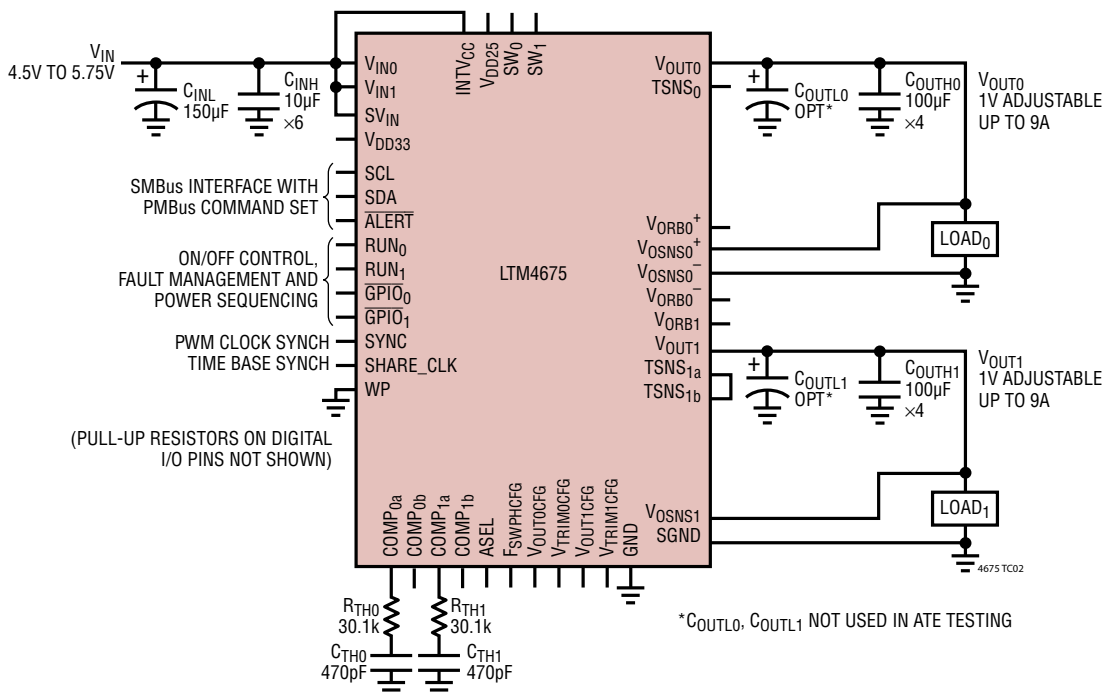 INTVCC
VDD25
SW0
SW1
VIN
4.5V TO 5.75V
+
CINL
150µF
CINH
10µF
×6
VIN0
VIN1
SVIN
VDD33
SMBus INTERFACE WITH
PMBus COMMAND SET
SCL
SDA
ALERT
ON/OFF CONTROL,
FAULT MANAGEMENT AND
POWER SEQUENCING
RUN0
RUN1
GPIO0
GPIO1
PWM CLOCK SYNCH
SYNC
TIME BASE SYNCH
SHARE_CLK
WP
(PULL-UP RESISTORS ON DIGITAL
I/O PINS NOT SHOWN)
LTM4675
VOUT0
TSNS0
+
COUTL0
OPT*
COUTH0
100µF
×4
VOUT0
1V ADJUSTABLE
UP TO 9A
VORB0+
VOSNS0+
VOSNS0–
VORB0–
VORB1
LOAD0
VOUT1
TSNS1a
TSNS1b
+
COUTL1
OPT*
COUTH1
100µF
×4
VOUT1
1V ADJUSTABLE
UP TO 9A
VOSNS1
SGND
LOAD1
4675 TC02
COMP0a
COMP0b
COMP1a
COMP1b
ASEL
FSWPHCFG
VOUT0CFG
VTRIM0CFG
VOUT1CFG
VTRIM1CFG
GND
RTH0
30.1k
RTH1
30.1k
CTH0
470pF
CTH1
470pF
*COUTL0, COUTL1 NOT USED IN ATE TESTING